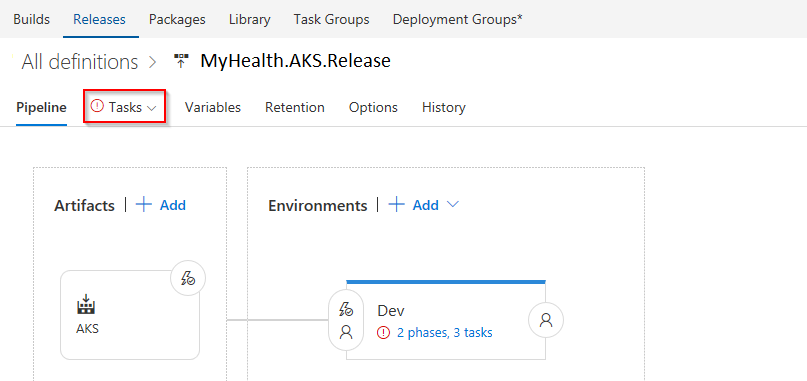 Builds Releases Packages Library Task Groups Deployment Groups*
All definitions > MyHealth.AKS.Release
Pipeline Tasks Variables Retention Options History
Artifacts | + Add Environments | + Add
AKS
Dev
2 phases, 3 tasks